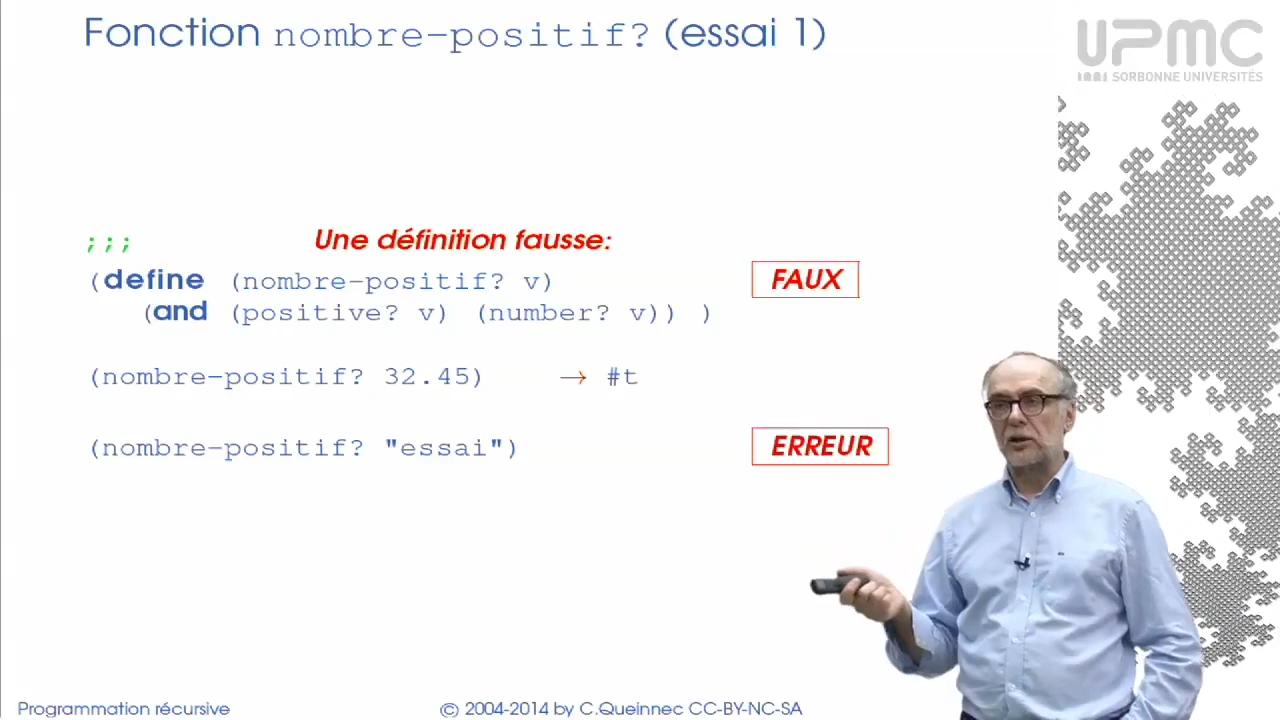 Fonction nombre-positif? (essai 1)
UPMC
SORBONNE UNIVERSITÉS
;;; Une définition fausse:
(define (nombre-positif? v) FAUX
(and (positive? v) (number? v)) )
(nombre-positif? 32.45) → #t
(nombre-positif? "essai") ERREUR
Programmation récursive © 2004-2014 by C.Queinnec CC-BY-NC-SA